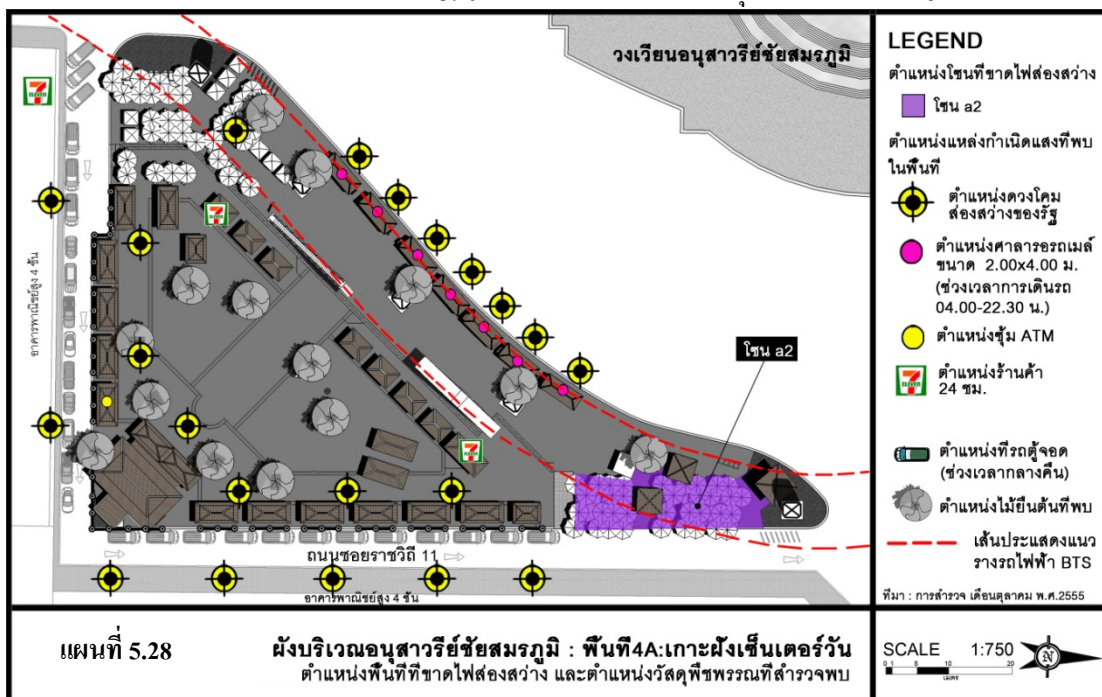 วงเวียนอนุสาวรีย์ชัยสมรภูมิ
7
ELEVEN
อาคารพาณิชย์สูง 4 ชั้น
7
ELEVEN
โซน a2
7
ELEVEN
ถนนซอยราชวิถี 11
อาคารพาณิชย์สูง 4 ชั้น
LEGEND
ตำแหน่งโซนที่ขาดไฟส่องสว่าง
โซน a2
ตำแหน่งแหล่งกำเนิดแสงที่พบ
ในพื้นที่
ตำแหน่งดวงโคม
ส่องสว่างของรัฐ
ตำแหน่งศาลารอรถเมล์
ขนาด 2.00x4.00 ม.
(ช่วงเวลาการเดินรถ
04.00-22.30 น.)
ตำแหน่งซุ้ม ATM
7
ELEVEN
ตำแหน่งร้านค้า
24 ชม.
ตำแหน่งที่รถตู้จอด
(ช่วงเวลากลางคืน)
ตำแหน่งไม้ยืนต้นที่พบ
เส้นประแสดงแนว
รางรถไฟฟ้า BTS
ที่มา : การสำรวจ เดือนตุลาคม พ.ศ.2555
แผนที่ 5.28
ผังบริเวณอนุสาวรีย์ชัยสมรภูมิ : พื้นที่4A:เกาะฝั่งเซ็นเตอร์วัน
ตำแหน่งพื้นที่ที่ขาดไฟส่องสว่าง และตำแหน่งวัสดุพืชพรรณที่สำรวจพบ
SCALE 1:750
0 1 5 10 20
เมตร
N